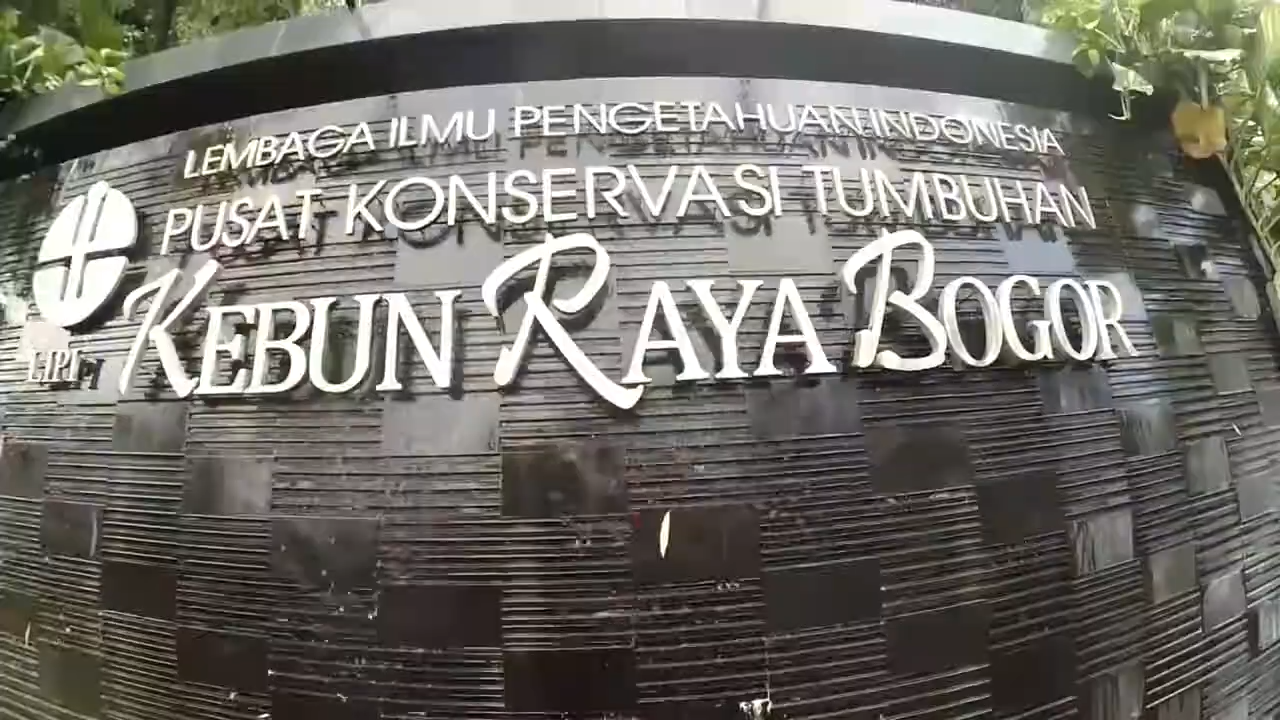 LEMBAGA ILMU PENGETAHUAN INDONESIA
PUSAT KONSERVASI TUMBUHAN
KEBUN RAYA BOGOR
LIPI